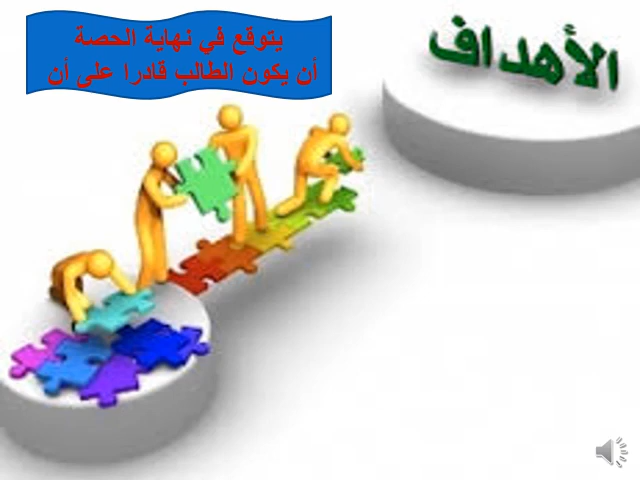 الأهداف
يتوقع في نهاية الحصة
أن يكون الطالب قادرا على أن